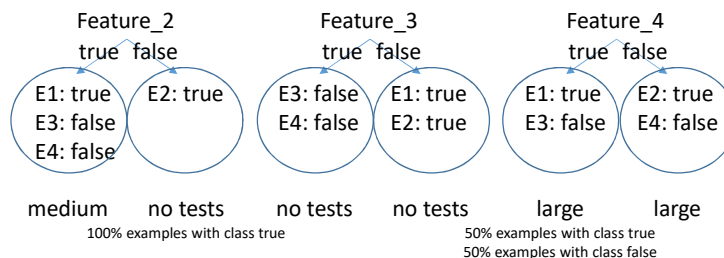 Feature_2 Feature_3 Feature_4
true false true false true false
E1: true E2: true E3: false E1: true E1: true E2: true
E3: false E4: false E2: true E3: false E4: false
E4: false
medium no tests no tests no tests large large
100% examples with class true 50% examples with class true
50% examples with class false